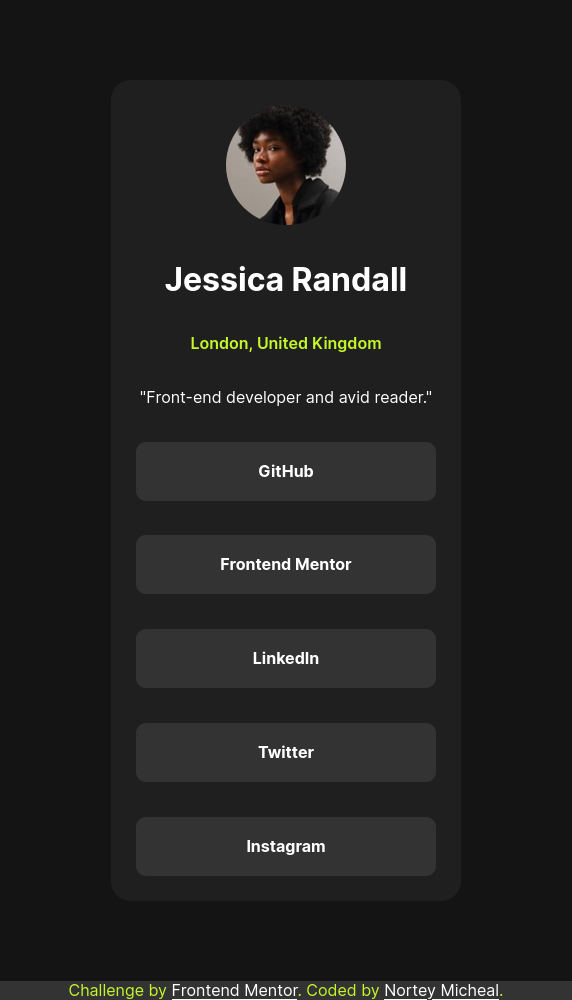 Jessica Randall
London, United Kingdom
"Front-end developer and avid reader."
GitHub
Frontend Mentor
LinkedIn
Twitter
Instagram
Challenge by Frontend Mentor. Coded by Nortey Micheal.